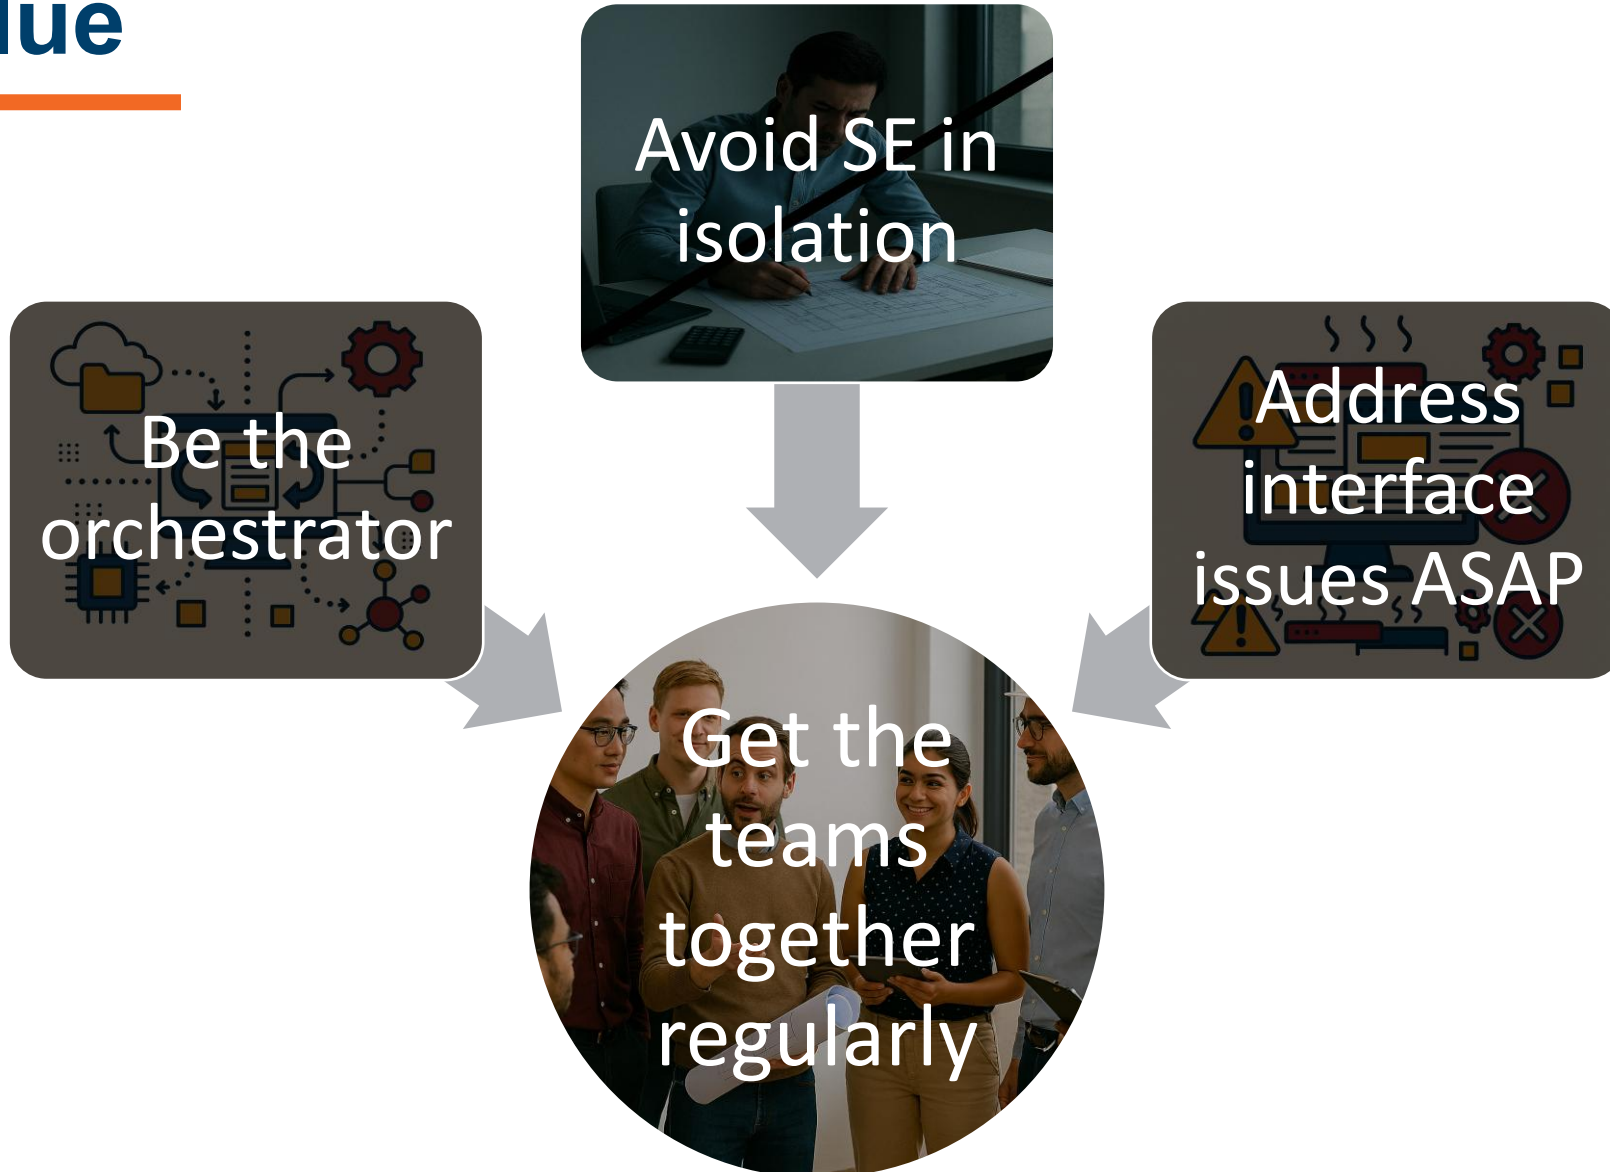 lue
Avoid SE in
isolation
Be the
orchestrator
Address
interface
issues ASAP
Get the
teams
together
regularly